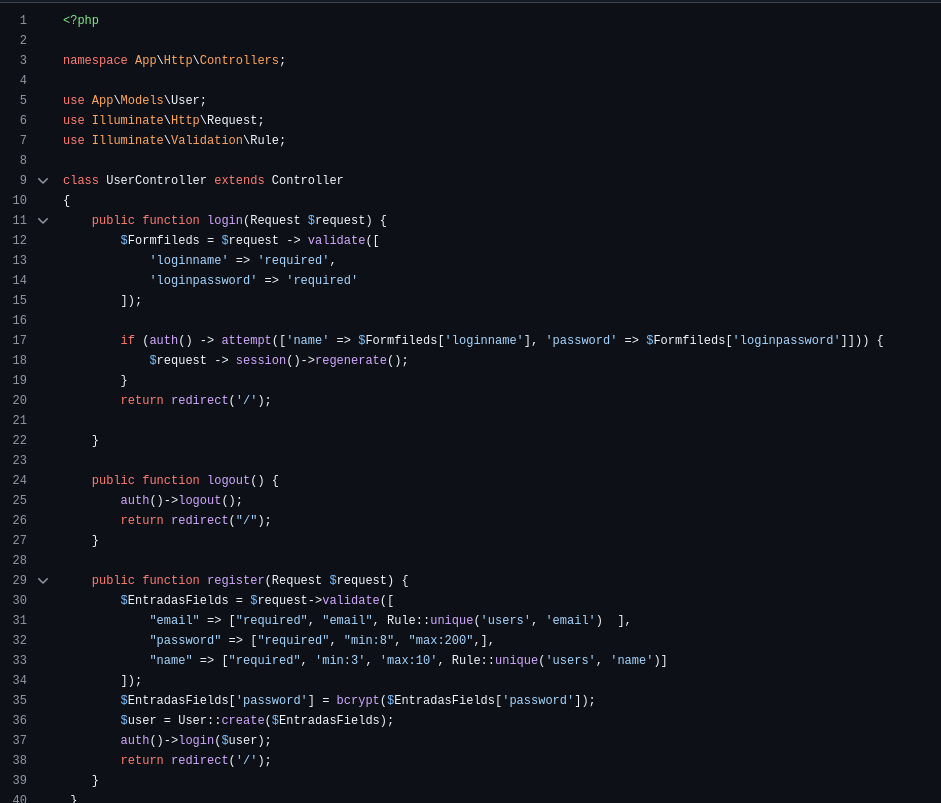 1 <?php
2
3 namespace App\Http\Controllers;
4
5 use App\Models\User;
6 use Illuminate\Http\Request;
7 use Illuminate\Validation\Rule;
8
9 class UserController extends Controller
10 {
11     public function login(Request $request) {
12         $Formfileds = $request -> validate([
13             'loginname' => 'required',
14             'loginpassword' => 'required'
15         ]);
16
17         if (auth() -> attempt(['name' => $Formfileds['loginname'], 'password' => $Formfileds['loginpassword']])) {
18             $request -> session()->regenerate();
19         }
20         return redirect('/');
21
22     }
23
24     public function logout() {
25         auth()->logout();
26         return redirect("/");
27     }
28
29     public function register(Request $request) {
30         $EntradasFields = $request->validate([
31             "email" => ["required", "email", Rule::unique('users', 'email')  ],
32             "password" => ["required", "min:8", "max:200",],
33             "name" => ["required", 'min:3', 'max:10', Rule::unique('users', 'name')]
34         ]);
35         $EntradasFields['password'] = bcrypt($EntradasFields['password']);
36         $user = User::create($EntradasFields);
37         auth()->login($user);
38         return redirect('/');
39     }
40  }